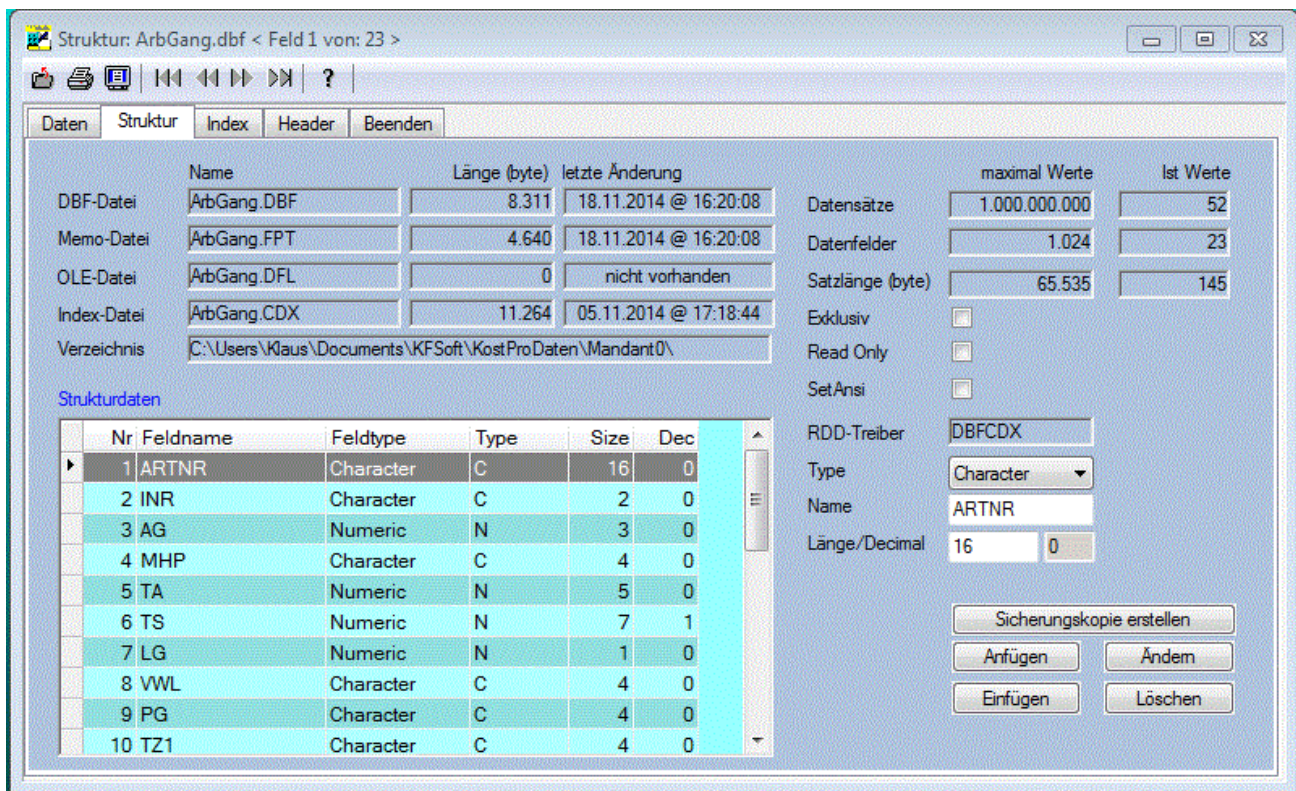 Struktur: ArbGang.dbf < Feld 1 von: 23 >
?
Daten Struktur Index Header Beenden
Name Länge (byte) letzte Änderung
DBF-Datei ArbGang.DBF 8.311 18.11.2014 @ 16:20:08
Memo-Datei ArbGang.FPT 4.640 18.11.2014 @ 16:20:08
OLE-Datei ArbGang.DFL 0 nicht vorhanden
Index-Datei ArbGang.CDX 11.264 05.11.2014 @ 17:18:44
Verzeichnis C:\Users\Klaus\Documents\KFSoft\KostProDaten\Mandant0\
maximal Werte Ist Werte
Datensätze 1.000.000.000 52
Datenfelder 1.024 23
Satzlänge (byte) 65.535 145
Exklusiv
Read Only
SetAnsi
RDD-Treiber DBFCDX
Type Character
Name ARTNR
Länge/Decimal 16 0
Strukturdaten
Nr Feldname Feldtype Type Size Dec
1 ARTNR Character C 16 0
2 INR Character C 2 0
3 AG Numeric N 3 0
4 MHP Character C 4 0
5 TA Numeric N 5 0
6 TS Numeric N 7 1
7 LG Numeric N 1 0
8 VWL Character C 4 0
9 PG Character C 4 0
10 TZ1 Character C 4 0
Sicherungskopie erstellen
Anfügen Ändern
Einfügen Löschen